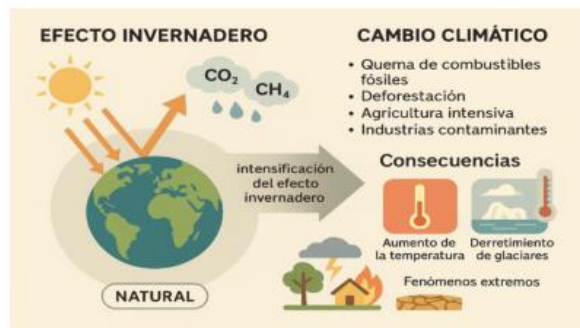 EFECTO INVERNADERO
CO₂
CH₄
NATURAL
intensificación
del efecto
invernadero
CAMBIO CLIMÁTICO
• Quema de combustibles
fósiles
• Deforestación
• Agricultura intensiva
• Industrias contaminantes
Consecuencias
Aumento de
la temperatura
Derretimiento
de glaciares
Fenómenos extremos